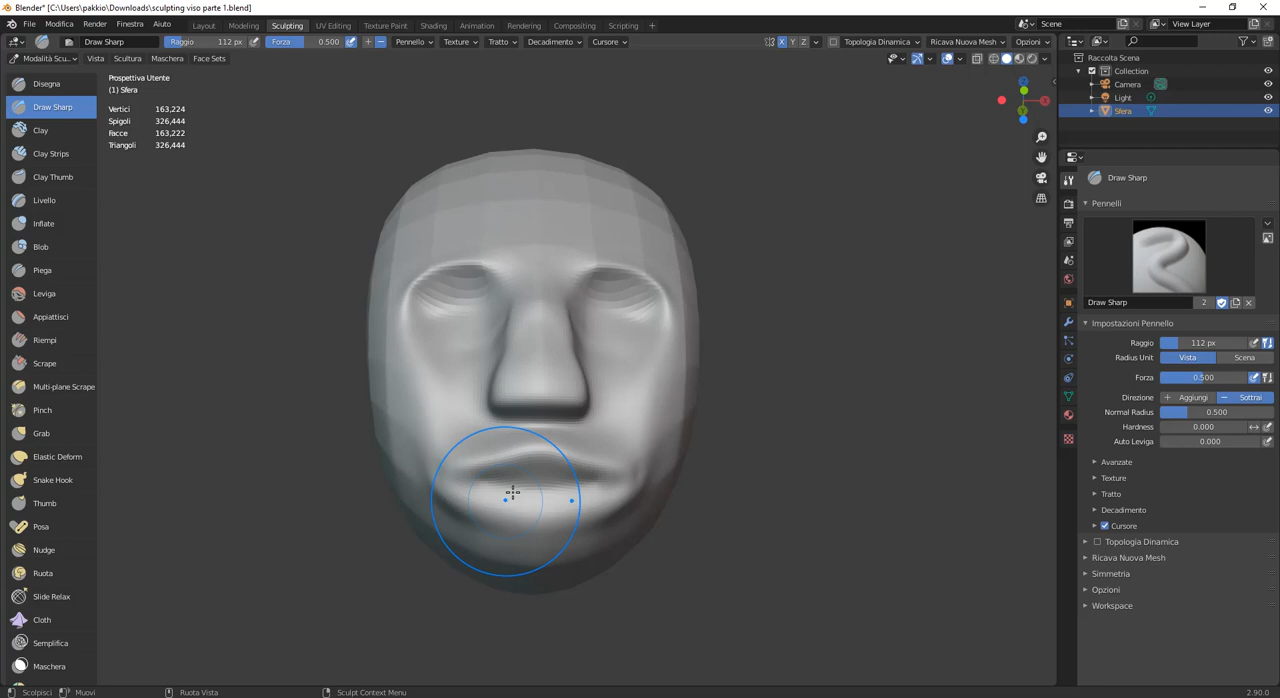 Blender* [C:\Users\pakkio\Downloads\sculpting viso parte 1.blend]
File Modifica Render Finestra Aiuto Layout Modeling Sculpting UV Editing Texture Paint Shading Animation Rendering Compositing Scripting + Scene View Layer
Draw Sharp Raggio 112 px Forza 0.500 + − Pennello Texture Tratto Decadimento Cursore X Y Z Topologia Dinamica Ricava Nuova Mesh Opzioni
Modalità Scu... Vista Scultura Maschera Face Sets
Prospettiva Utente
(1) Sfera
Vertici 163,224
Spigoli 326,444
Facce 163,222
Triangoli 326,444
Disegna
Draw Sharp
Clay
Clay Strips
Clay Thumb
Livello
Inflate
Blob
Piega
Leviga
Appiattisci
Riempi
Scrape
Multi-plane Scrape
Pinch
Grab
Elastic Deform
Snake Hook
Thumb
Posa
Nudge
Ruota
Slide Relax
Cloth
Semplifica
Maschera
Raccolta Scena
Collection
Camera
Light
Sfera
Draw Sharp
Pennelli
Draw Sharp 2
Impostazioni Pennello
Raggio 112 px
Radius Unit Vista Scena
Forza 0.500
Direzione + Aggiungi − Sottrai
Normal Radius 0.500
Hardness 0.000
Auto Leviga 0.000
Avanzate
Texture
Tratto
Decadimento
Cursore
Topologia Dinamica
Ricava Nuova Mesh
Simmetria
Opzioni
Workspace
Scolpisci Muovi Ruota Vista Sculpt Context Menu 2.90.0